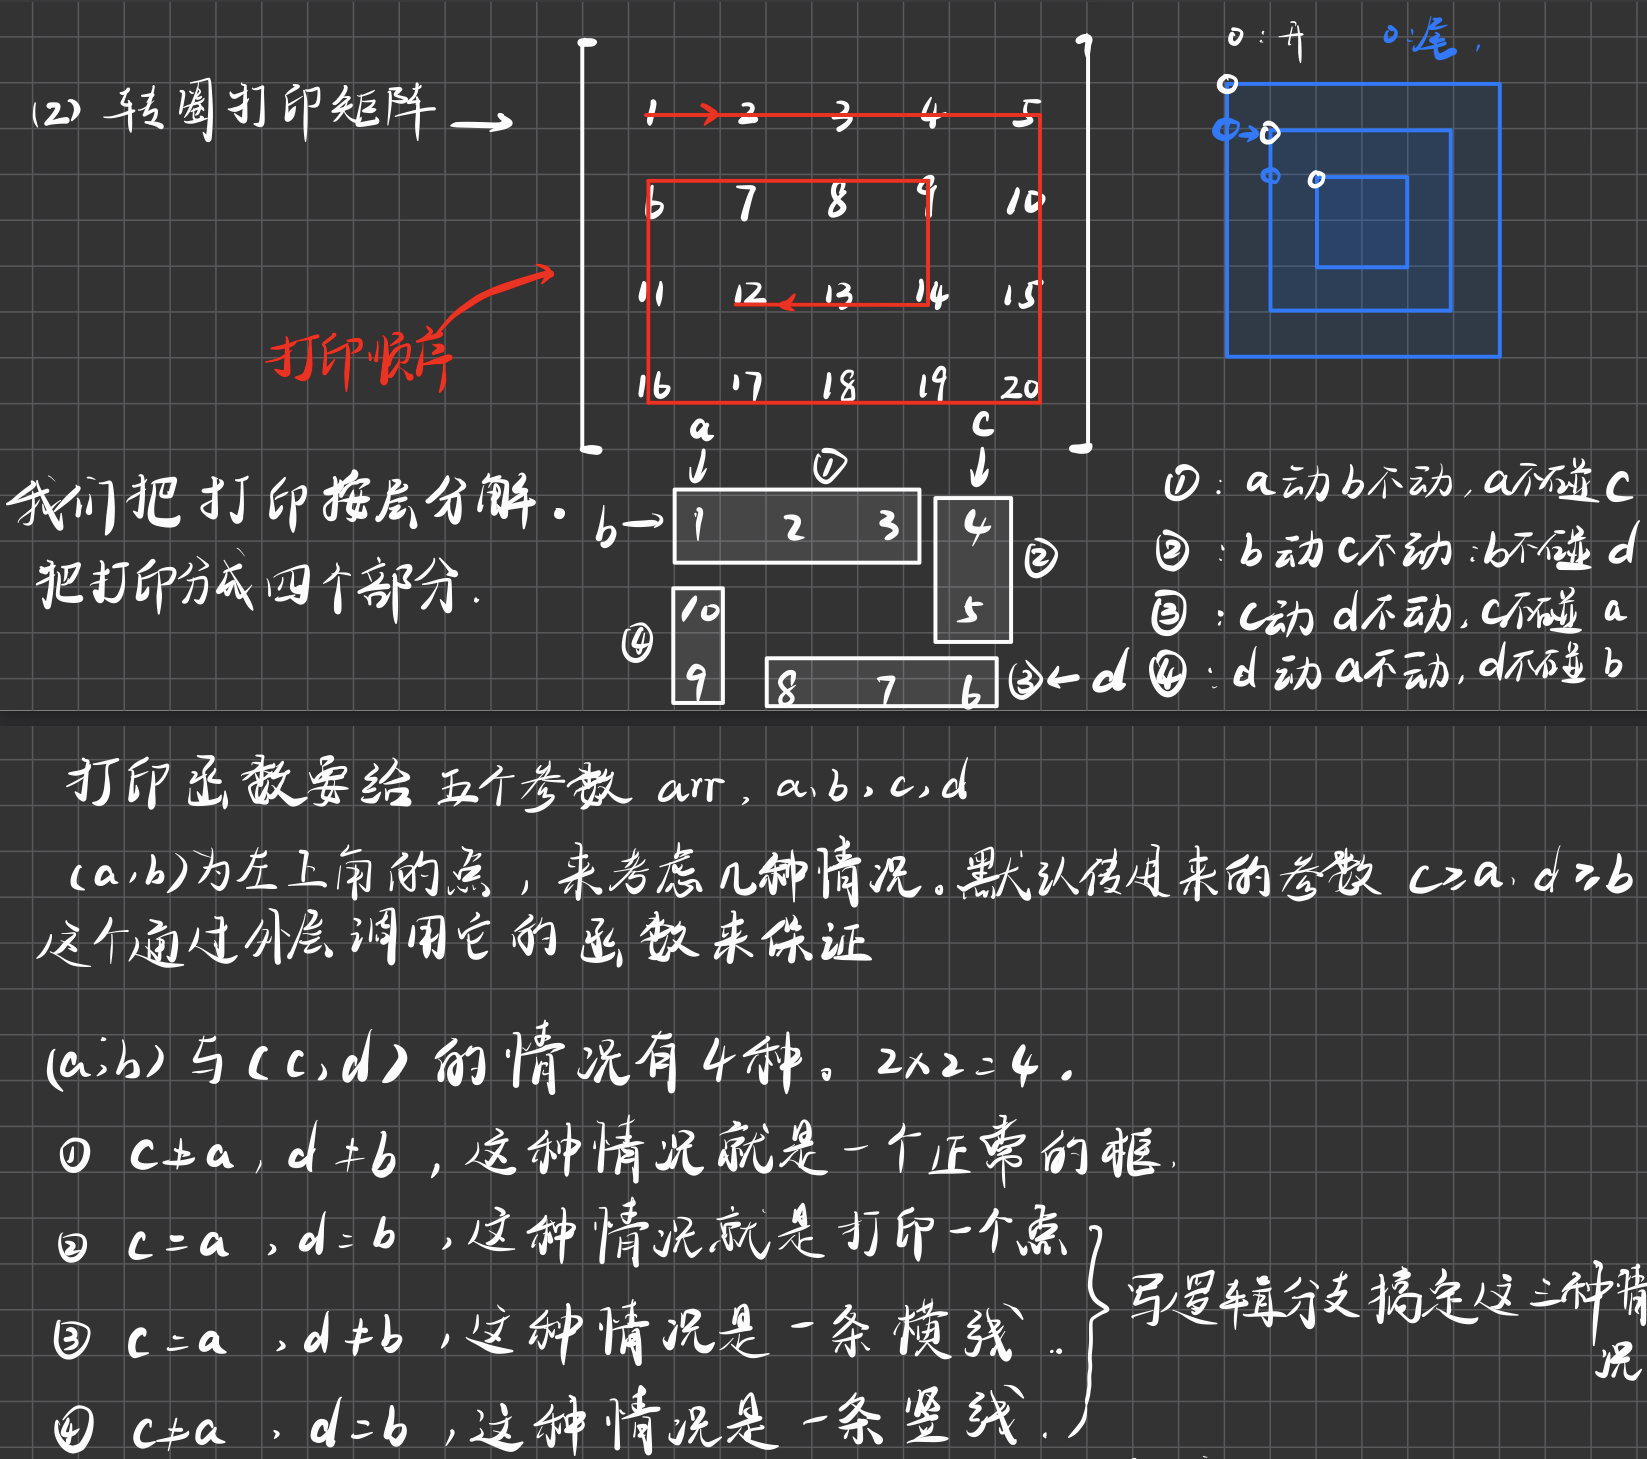 (2) 转圈打印矩阵 →
o：开 o：尾，
1 2 3 4 5
6 7 8 9 10
11 12 13 14 15
16 17 18 19 20
打印顺序
a c
我们把打印按层分解.
把打印分成四个部分.
b→ 1 2 3 ①
4 5 ②
10 9 ④
8 7 6 ③ ← d
①：a动b不动，a不碰c
②：b动c不动：b不碰d
③：c动d不动，c不碰a
④：d动a不动，d不碰b
打印函数要给五个参数 arr，a，b，c，d
(a,b)为左上角的点，来考虑几种情况。默认传进来的参数 c≥a，d≥b
这个通过外层调用它的函数来保证
(a,b)与(c,d)的情况有4种。2×2=4.
① c≠a，d≠b，这种情况就是一个正常的框.
② c=a，d=b，这种情况就是打印一个点
③ c=a，d≠b，这种情况是一条横线..
④ c≠a，d=b，这种情况是一条竖线.
写逻辑分支搞定这三种情况